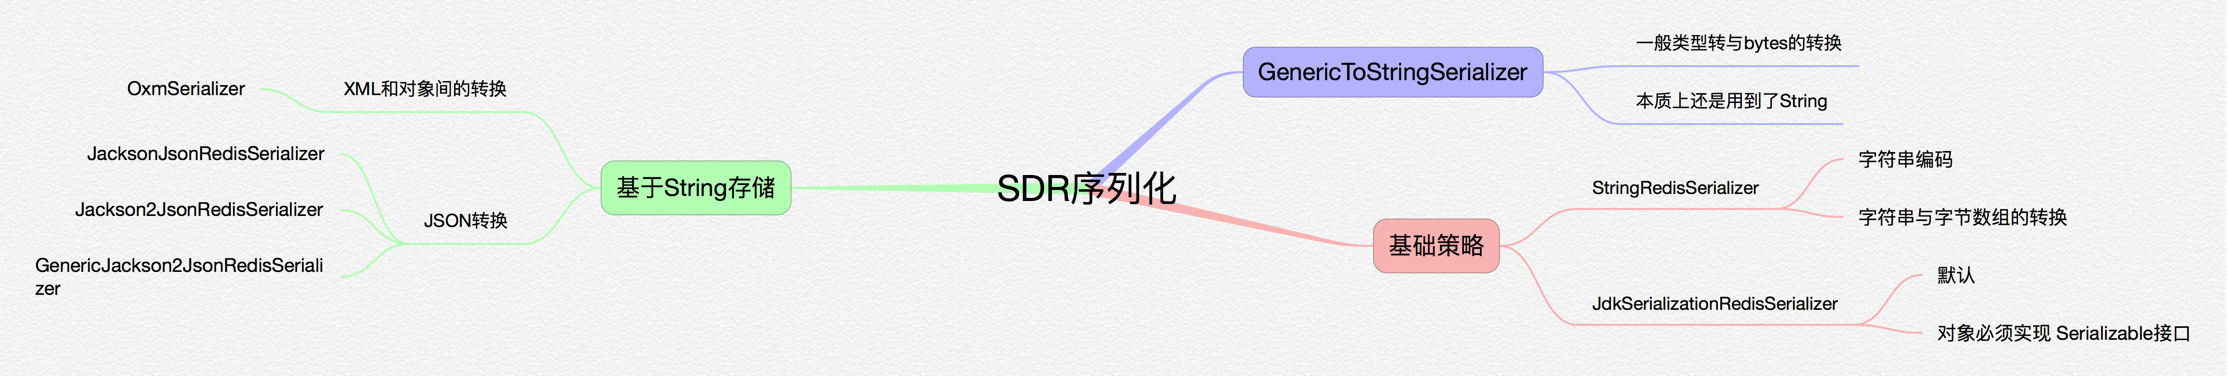 SDR序列化
GenericToStringSerializer
一般类型转与bytes的转换
本质上还是用到了String
基础策略
StringRedisSerializer
字符串编码
字符串与字节数组的转换
JdkSerializationRedisSerializer
默认
对象必须实现 Serializable接口
基于String存储
XML和对象间的转换
OxmSerializer
JSON转换
JacksonJsonRedisSerializer
Jackson2JsonRedisSerializer
GenericJackson2JsonRedisSeriali
zer